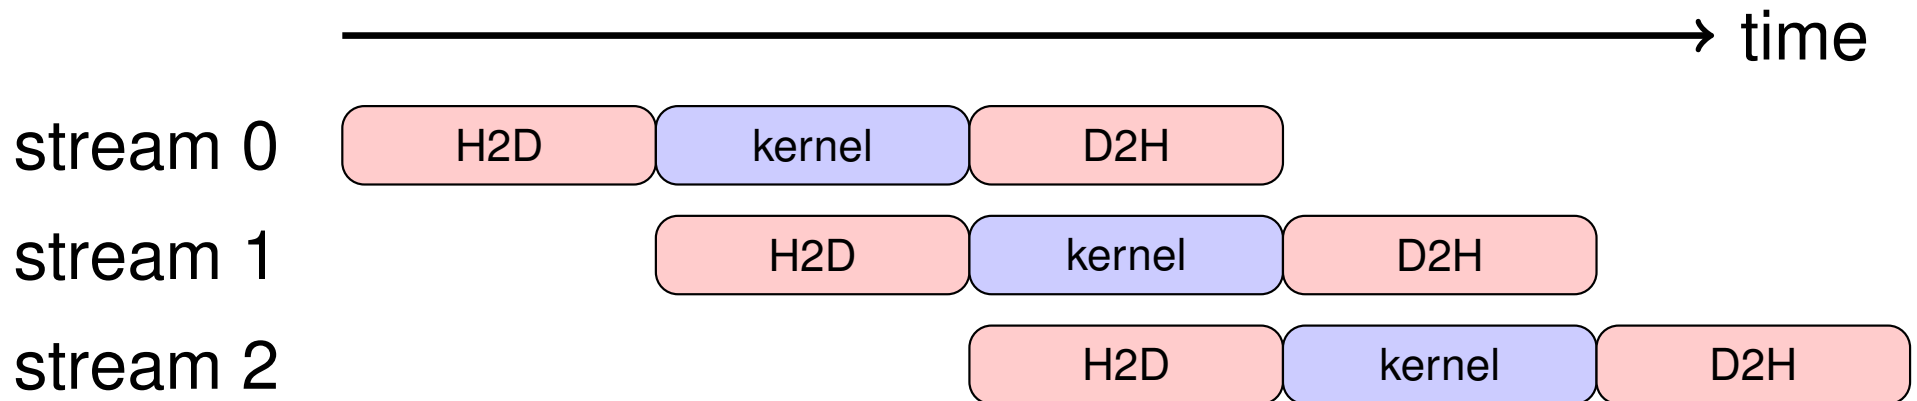 time
stream 0 H2D kernel D2H
stream 1 H2D kernel D2H
stream 2 H2D kernel D2H